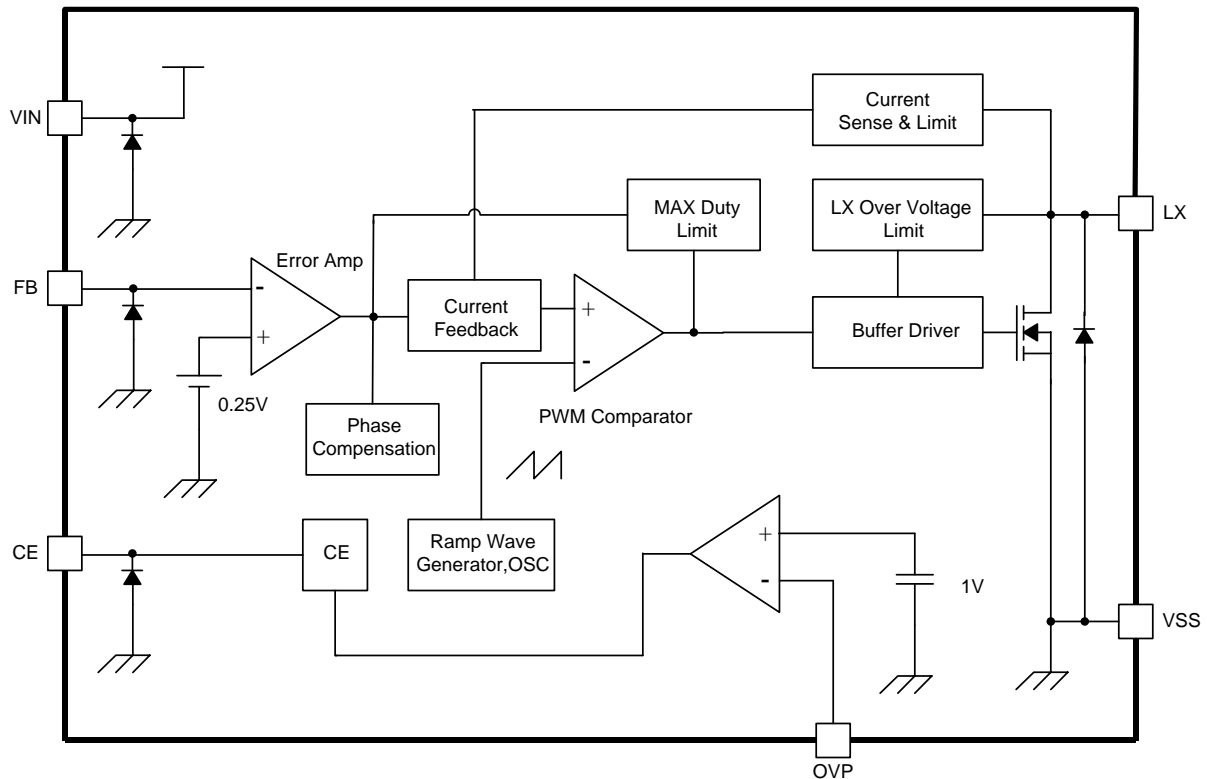 VIN
Current
Sense & Limit
MAX Duty
Limit
LX Over Voltage
Limit
LX
Error Amp
FB
-
+
0.25V
Current
Feedback
+
-
Buffer Driver
PWM Comparator
Phase
Compensation
CE
CE
Ramp Wave
Generator,OSC
+
-
1V
VSS
OVP